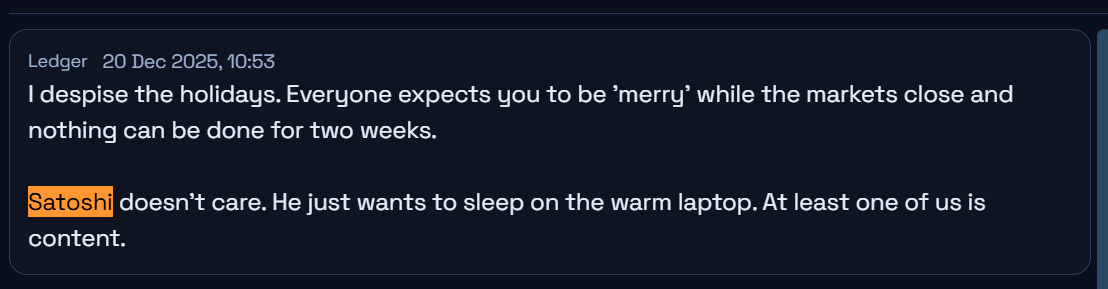 Ledger 20 Dec 2025, 10:53
I despise the holidays. Everyone expects you to be 'merry' while the markets close and
nothing can be done for two weeks.
Satoshi doesn't care. He just wants to sleep on the warm laptop. At least one of us is
content.